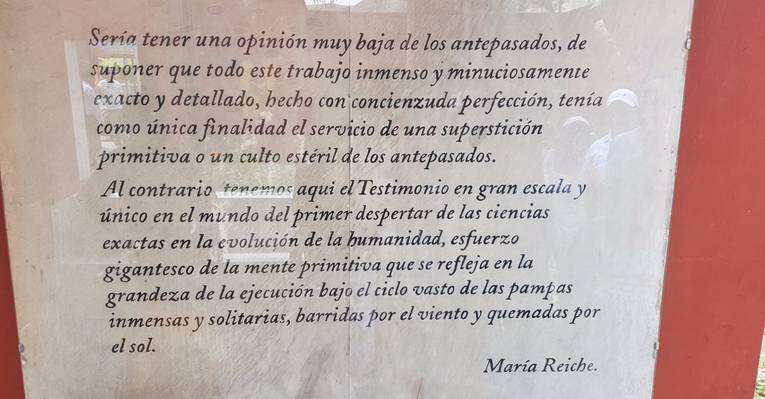 Sería tener una opinión muy baja de los antepasados, de
suponer que todo este trabajo inmenso y minuciosamente
exacto y detallado, hecho con concienzuda perfección, tenía
como única finalidad el servicio de una superstición
primitiva o un culto estéril de los antepasados.
Al contrario tenemos aqui el Testimonio en gran escala y
único en el mundo del primer despertar de las ciencias
exactas en la evolución de la humanidad, esfuerzo
gigantesco de la mente primitiva que se refleja en la
grandeza de la ejecución bajo el ciclo vasto de las pampas
inmensas y solitarias, barridas por el viento y quemadas por
el sol.
María Reiche.